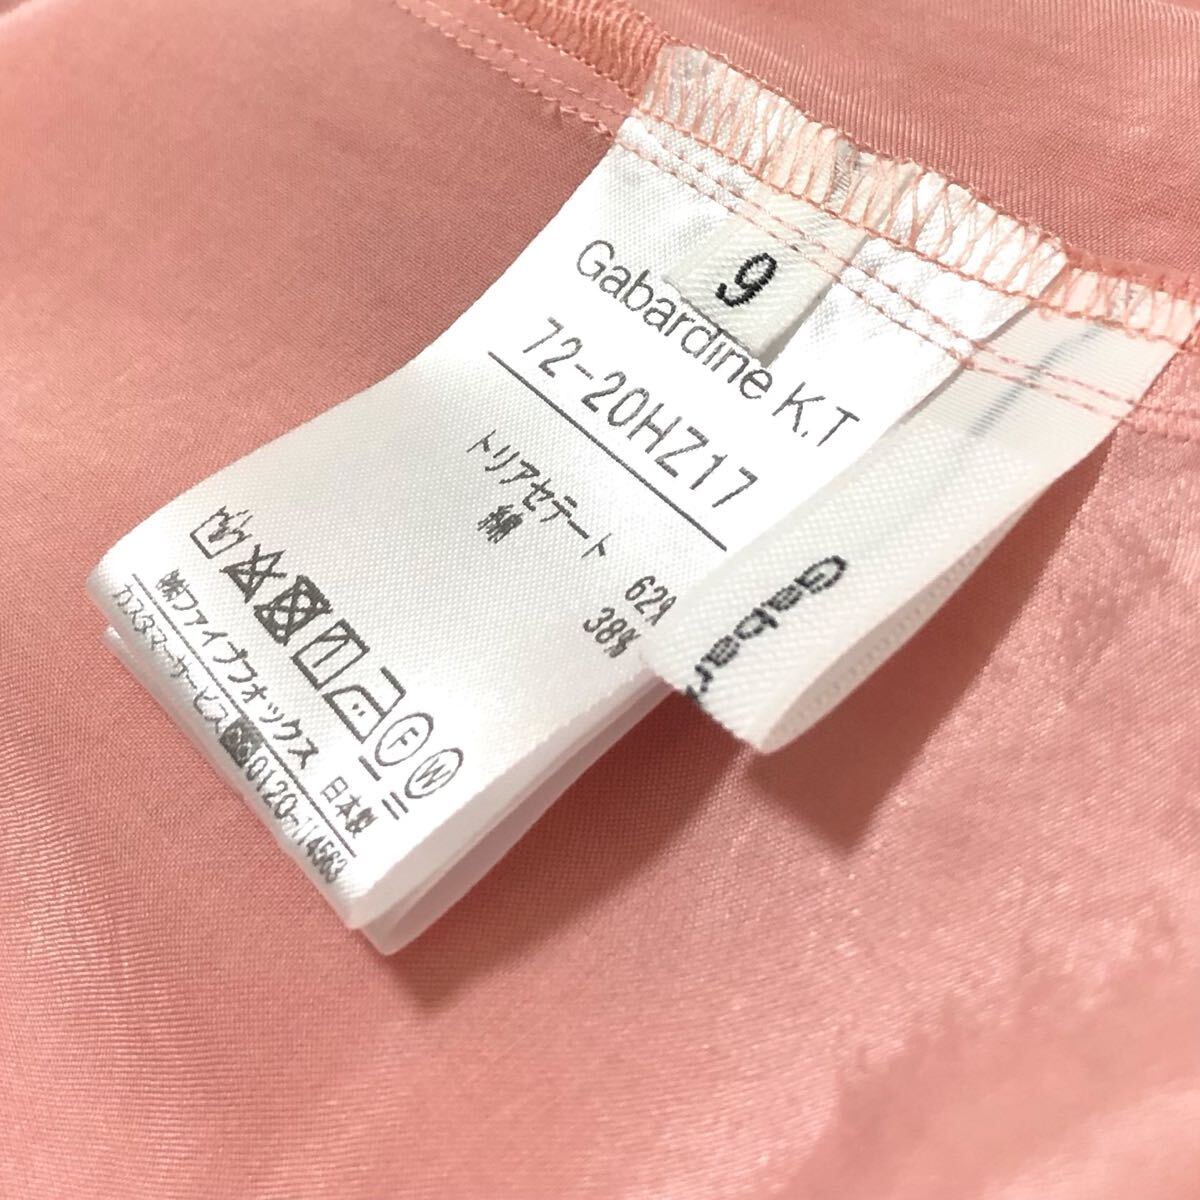 9
Gabardine K.T
72-20HZ17
トリアセテート 62%
綿 38%
F W
㈱ファイブフォックス 日本製
カスタマーサービス 0120-114563
Gabar